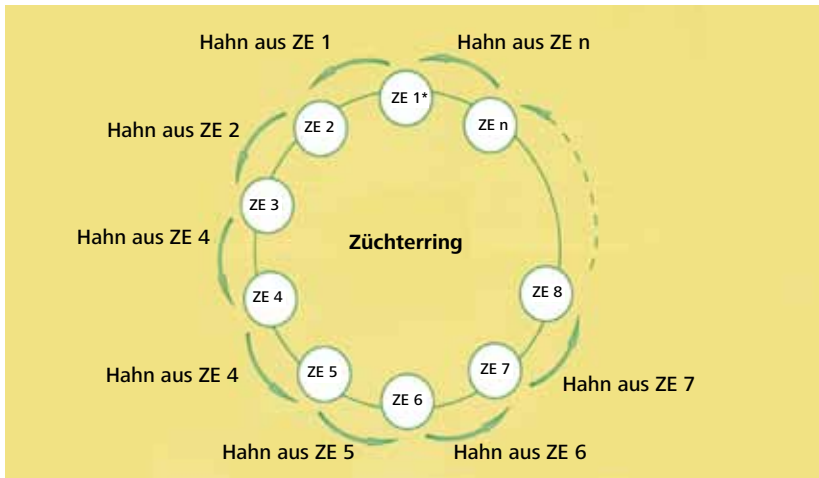 Hahn aus ZE 1
Hahn aus ZE n
ZE 1*
ZE 2
ZE n
Hahn aus ZE 2
ZE 3
Hahn aus ZE 4
Züchterring
ZE 4
ZE 8
Hahn aus ZE 4
ZE 5
ZE 6
ZE 7
Hahn aus ZE 7
Hahn aus ZE 5
Hahn aus ZE 6